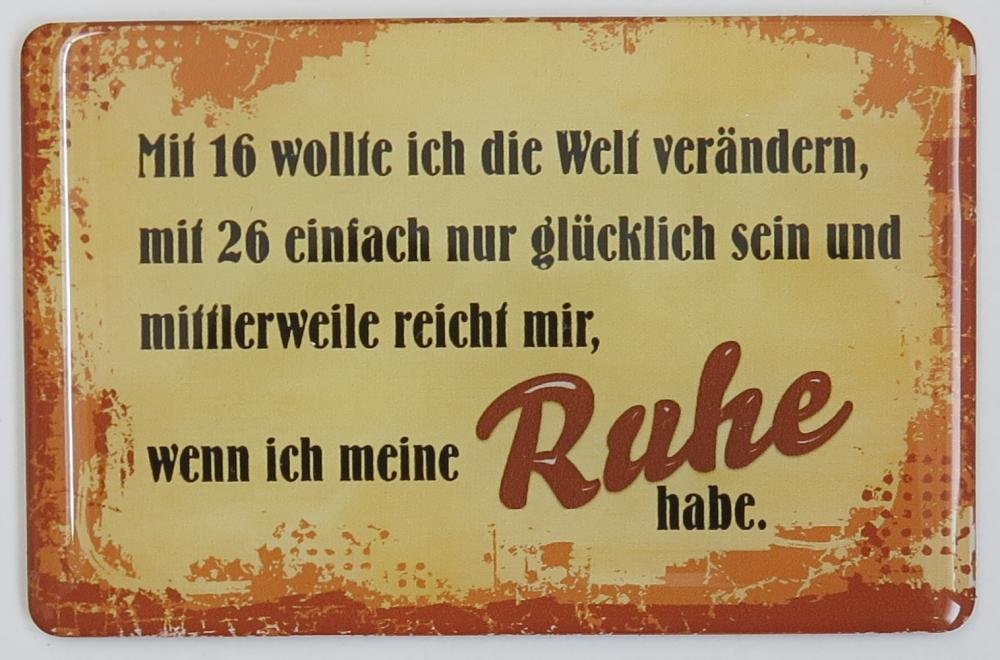 Mit 16 wollte ich die Welt verändern,
mit 26 einfach nur glücklich sein und
mittlerweile reicht mir,
wenn ich meine Ruhe
habe.